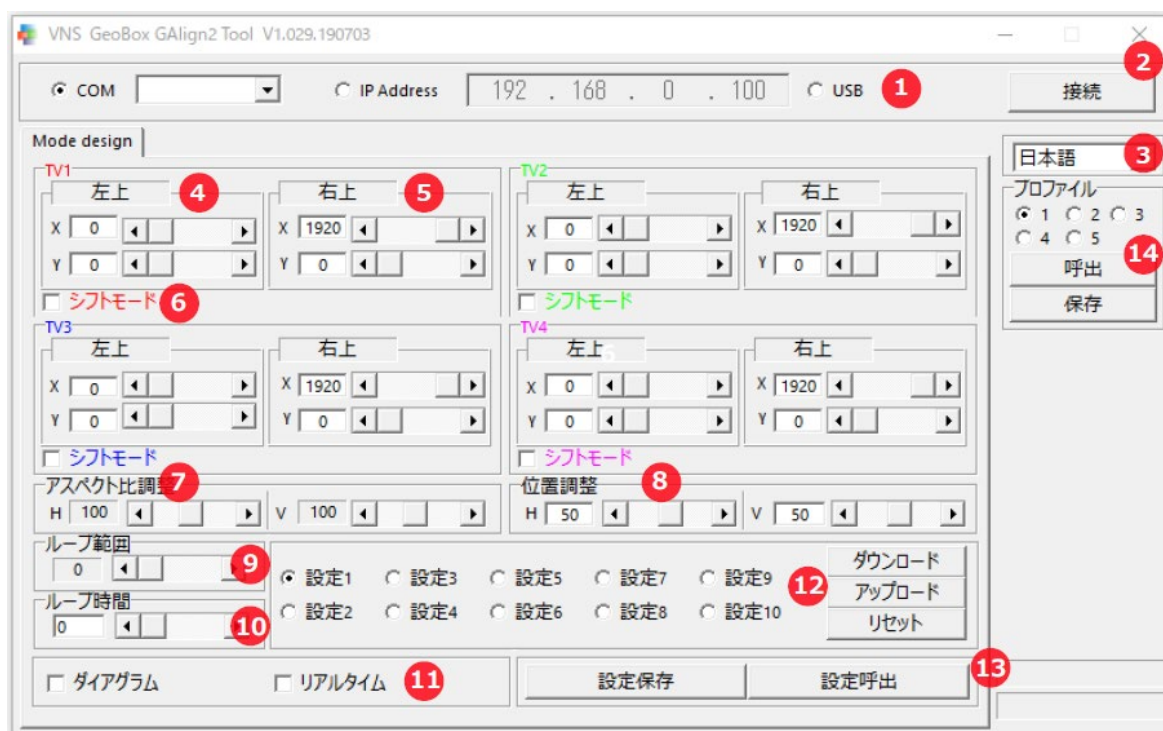 VNS GeoBox GAlign2 Tool V1.029.190703
COM
IP Address 192 . 168 . 0 . 100
USB
1
2
接続
Mode design
日本語
3
プロファイル
1 2 3
4 5
14
呼出
保存
TV1
左上 4
X 0
Y 0
右上 5
X 1920
Y 0
シフトモード 6
TV2
左上
X 0
Y 0
右上
X 1920
Y 0
シフトモード
TV3
左上
X 0
Y 0
右上
X 1920
Y 0
シフトモード
TV4
左上
X 0
Y 0
右上
X 1920
Y 0
シフトモード
アスペクト比調整 7
H 100 V 100
位置調整 8
H 50 V 50
ループ範囲
0 9
ループ時間
0 10
設定1 設定3 設定5 設定7 設定9
設定2 設定4 設定6 設定8 設定10
12
ダウンロード
アップロード
リセット
ダイアグラム リアルタイム 11
設定保存 設定呼出 13